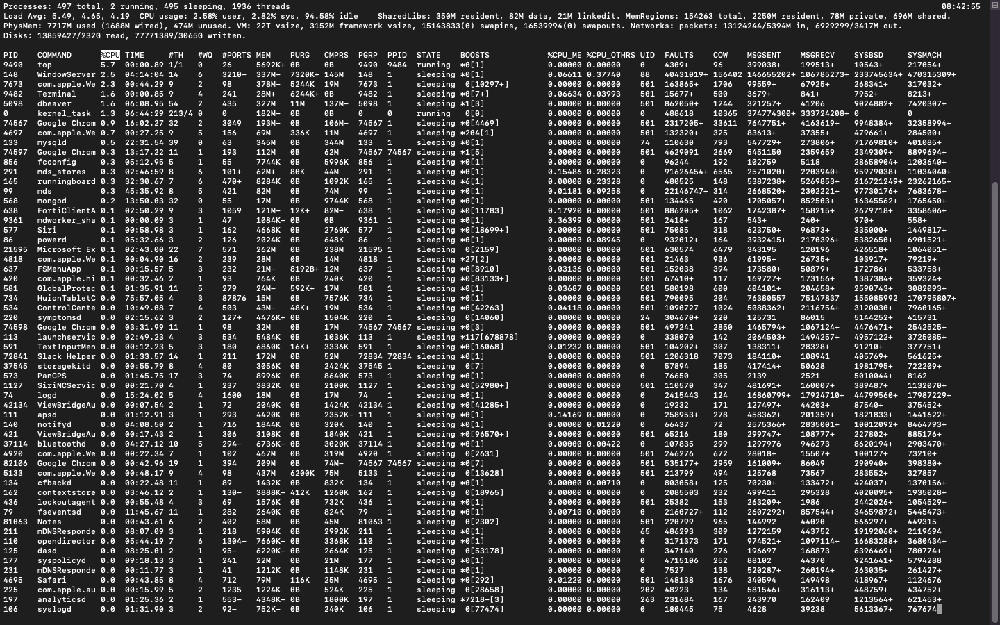 Processes: 497 total, 2 running, 495 sleeping, 1936 threads 08:42:55
Load Avg: 5.49, 4.65, 4.19 CPU usage: 2.58% user, 2.82% sys, 94.58% idle SharedLibs: 350M resident, 82M data, 21M linkedit. MemRegions: 154263 total, 2250M resident, 78M private, 696M shared.
PhysMem: 7717M used (1688M wired), 474M unused. VM: 22T vsize, 3152M framework vsize, 15143833(0) swapins, 16539994(0) swapouts. Networks: packets: 13124244/5394M in, 6929299/3417M out.
Disks: 13859427/232G read, 77771389/3065G written.
PID COMMAND %CPU TIME #TH #WQ #PORTS MEM PURG CMPRS PGRP PPID STATE BOOSTS %CPU_ME %CPU_OTHRS UID FAULTS COW MSGSENT MSGRECV SYSBSD SYSMACH
9490 top 5.7 00:00.89 1/1 0 26 5692K+ 0B 0B 9490 9484 running *0[1] 0.00000 0.00000 0 4309+ 96 399038+ 199513+ 10543+ 217054+
148 WindowServer 2.5 04:14:04 14 6 3210- 337M- 7320K+ 145M 148 1 sleeping *0[1] 0.06611 0.37740 88 40431019+ 156402 146655202+ 106785273+ 233745634+ 470315309+
7673 com.apple.We 2.3 00:44.29 9 2 98 378M- 5244K 19M 7673 1 sleeping 0[10297+] 0.00000 0.00000 501 163865+ 1706 99559+ 67925+ 268341+ 317032+
9482 Terminal 1.6 00:00.85 9 4 241 28M+ 6244K+ 0B 9482 1 sleeping *0[7+] 0.06634 0.03993 501 15677+ 500 3679+ 841+ 7952+ 8213+
5098 dbeaver 1.6 06:08.95 54 2 435 327M 11M 137M- 5098 1 sleeping *1[3] 0.00000 0.00000 501 862050+ 1244 321257+ 41206 9024882+ 7420307+
0 kernel_task 1.3 06:44:29 213/4 0 0 182M- 0B 0B 0 0 running 0[0] 0.00000 0.00000 0 488618 10365 374774300+ 333724208+ 0 0
74567 Google Chrom 0.9 16:02.27 32 2 3049 193M- 0B 106M- 74567 1 sleeping *0[4469] 0.00000 0.00000 501 2317205+ 33611 7647751+ 4163619+ 9948384+ 32358994+
4697 com.apple.We 0.7 00:27.25 9 5 156 69M 336K 11M 4697 1 sleeping *204[1] 0.00000 0.00000 501 132320+ 325 83613+ 37355+ 479661+ 284500+
133 mysqld 0.5 22:31.54 39 0 63 345M 0B 344M 133 1 sleeping *0[1] 0.00000 0.00000 74 110630 793 547729+ 273806+ 71769810+ 401085+
74597 Google Chrom 0.3 13:17.22 11 1 193 112M 0B 62M 74567 74567 sleeping *1[5] 0.00000 0.00000 501 4629091 2669 5451150 2359659 2349309+ 8899694+
856 fcconfig 0.3 05:12.95 5 1 55 7744K 0B 5996K 856 1 sleeping *0[1] 0.00000 0.00000 0 96244 192 102759 5118 28658904+ 1203640+
291 mds_stores 0.3 02:46:59 8 6 101+ 62M+ 80K 44M 291 1 sleeping *0[1] 0.15486 0.28323 0 91626454+ 6565 2571020+ 2203940+ 95979038+ 11034040+
165 runningboard 0.3 32:30.67 7 6 470+ 8284K 0B 1092K 165 1 sleeping *6[1] 0.00000 0.23328 0 480525 148 5387238+ 5269853+ 216721249+ 23262165+
99 mds 0.3 45:35.92 8 5 421 82M 0B 74M 99 1 sleeping *0[1] 0.01181 0.09258 0 22146747+ 314 2668520+ 2302221+ 97730176+ 7683678+
568 mongod 0.2 13:50.03 32 0 55 17M 0B 9744K 568 1 sleeping *0[1] 0.00000 0.00000 501 134465 420 1705057+ 852503+ 16345562+ 1765450+
638 FortiClientA 0.1 02:50.29 9 3 1059 121M- 12K+ 82M- 638 1 sleeping *0[11783] 0.17920 0.00000 501 886205+ 1062 1742387+ 158215+ 2679718+ 3358606+
9361 mdworker_sha 0.1 00:00.09 3 1 47 1084K- 0B 0B 9361 1 sleeping *0[1] 0.36399 0.00000 501 2418+ 167 543+ 240+ 970+ 558+
577 Siri 0.1 00:58.98 3 1 162 4668K 0B 2760K 577 1 sleeping *0[18699+] 0.00000 0.00000 501 75085 318 623750+ 96873+ 335000+ 1449817+
86 powerd 0.1 05:32.66 3 2 126 2024K 0B 648K 86 1 sleeping *0[1] 0.00000 0.08945 0 932012+ 164 3932415+ 2170396+ 5382650+ 6901521+
21595 Microsoft Ex 0.1 02:43.00 22 7 571 262M 0B 238M 21595 1 sleeping 0[2159] 0.00000 0.00000 501 630574 6479 343195 120196 426518+ 1064051+
4818 com.apple.We 0.1 00:04.90 16 2 239 28M 0B 14M 4818 1 sleeping *27[2] 0.00000 0.00000 501 21463 936 61995+ 26735+ 103917+ 79219+
637 FSMenuApp 0.1 00:15.57 5 3 232 21M- 8192B+ 12M 637 1 sleeping *0[8910] 0.03136 0.00000 501 152038 394 173580+ 50879+ 172786+ 533758+
420 com.apple.hi 0.1 00:32.46 2 1 93 764K 0B 240K 420 1 sleeping *0[83133+] 0.00000 0.00000 501 67410+ 117 169727+ 173156+ 1387384+ 359324+
581 GlobalProtec 0.1 01:35.91 11 5 279 24M- 592K+ 17M 581 1 sleeping *0[1] 0.03687 0.00000 501 580198 600 604101+ 204658+ 2590743+ 3082093+
734 HuionTabletC 0.0 75:57.05 4 3 87876 15M 0B 7576K 734 1 sleeping *0[1] 0.00000 0.00000 501 790095 204 76380557 75147837 155085992 170795807+
534 ControlCente 0.0 10:49.08 7 4 503 43M- 48K+ 19M 534 1 sleeping *0[42263] 0.04118 0.00000 501 1090727 1024 5088362+ 2116754+ 3120030+ 7960165+
220 symptomsd 0.0 02:15.62 3 2 127+ 4476K+ 0B 1504K 220 1 sleeping 0[14060] 0.00000 0.00000 24 304670+ 220 125731 86015 5144252+ 415731
74598 Google Chrom 0.0 03:31.99 11 1 98 32M 0B 17M 74567 74567 sleeping *0[3] 0.00000 0.00000 501 497241 2850 1465794+ 1067124+ 4476471+ 2542525+
113 launchservic 0.0 02:49.23 4 3 534 5484K 0B 1036K 113 1 sleeping *117[678878] 0.00000 0.00000 0 338070 142 2064503+ 1494257+ 4957122+ 3725085+
591 TextInputMen 0.0 00:12.23 5 3 180 6860K 16K+ 3336K 591 1 sleeping *0[16068] 0.01232 0.00000 501 104202+ 307 138311+ 28328+ 91210+ 377751+
72841 Slack Helper 0.0 01:33.57 14 1 211 172M 0B 52M 72834 72834 sleeping *0[1] 0.00000 0.00000 501 1206318 7073 184110+ 108941 405769+ 561625+
37545 storagekitd 0.0 00:55.79 8 4 80 3056K 0B 2424K 37545 1 sleeping 0[7] 0.00000 0.00000 0 57894 185 417414+ 50628 1981795+ 722209+
573 PanGPS 0.0 01:45.75 17 3 74 8996K 0B 8640K 573 1 sleeping *0[1] 0.00000 0.00000 0 76650 305 2139 2521 5010044+ 8162
1127 SiriNCServic 0.0 00:21.70 4 1 237 3832K 0B 2100K 1127 1 sleeping *0[52980+] 0.00000 0.00000 501 110570 347 481691+ 160007+ 389487+ 1132070+
74 logd 0.0 15:24.02 5 4 1600 18M 0B 17M 74 1 sleeping *0[1] 0.00000 0.00000 0 2415443 124 16860799+ 17924710+ 44799560+ 17987229+
42134 ViewBridgeAu 0.0 00:07.54 2 1 72 2040K 0B 1424K 42134 1 sleeping *0[41285+] 0.00000 0.00000 0 19232 171 127497+ 44203+ 87540+ 375452+
111 apsd 0.0 01:12.91 3 1 293 4420K 0B 2352K- 111 1 sleeping *0[1] 0.14169 0.00000 0 258953+ 278 458362+ 201359+ 1821833+ 1441622+
140 notifyd 0.0 04:08.50 2 1 716 1844K 0B 320K 140 1 sleeping *0[1] 0.00000 0.01220 0 66437 72 2575366+ 2835001+ 10012092+ 8464793+
421 ViewBridgeAu 0.0 00:17.43 2 1 306 3108K 0B 1840K 421 1 sleeping *0[96570+] 0.00000 0.00000 501 65216 180 299747+ 108777+ 227802+ 885176+
37114 bluetoothd 0.0 04:27.12 10 5 294- 6736K- 0B 3020K 37114 1 sleeping *0[1] 0.00000 0.00422 0 107835 299 1297976 946273 8620194+ 2903470+
4920 com.apple.We 0.0 00:22.34 7 1 102 467M 0B 319M 4920 1 sleeping 0[2631] 0.00000 0.00000 501 246276 672 28018+ 15507+ 100127+ 73210+
82106 Google Chrom 0.0 00:42.96 19 1 394 209M 0B 74M- 74567 74567 sleeping *0[7] 0.00000 0.00000 501 535177+ 2959 161009+ 86049 290940+ 398380+
5133 com.apple.We 0.0 00:48.17 9 4 98 437M 6200K 75M 5133 1 sleeping 0[13628] 0.00000 0.00000 501 213799 494 125768 73567 283552+ 327857
134 cfbackd 0.0 00:22.48 11 1 89 1432K 0B 832K 134 1 sleeping *0[1] 0.00000 0.00710 0 803058+ 125 70230+ 133472+ 424037+ 1370156+
162 contextstore 0.0 03:46.12 2 1 130- 3888K- 412K 1260K 162 1 sleeping 0[18965] 0.00000 0.00000 0 2085503 232 499411 295328 4020095+ 1935028+
436 lockoutagent 0.0 00:55.48 4 3 69 1576K 0B 732K 436 1 sleeping *0[1] 0.00000 0.00000 501 25382 153 263209+ 1986 2442026+ 1054529+
79 fseventsd 0.0 11:45.67 11 1 282 2640K 0B 824K 79 1 sleeping *0[1] 0.00710 0.00000 0 2160727+ 112 2607292+ 857544+ 34659872+ 5445473+
81063 Notes 0.0 00:43.61 6 2 402 58M 0B 45M 81063 1 sleeping 0[2302] 0.00000 0.00000 501 220799 965 144992 44020 566297+ 449315
211 mDNSResponde 0.0 08:07.09 3 1 218 5904K 0B 2992K 211 1 sleeping *0[1] 0.00000 0.00000 65 486293 309 1272159 443752 19192060+ 2119694
110 opendirector 0.0 05:44.19 7 6 1304- 7660K- 0B 3368K 110 1 sleeping *0[1] 0.00000 0.00000 0 3171373 171 974521+ 1097114+ 16683288+ 3680434+
125 dasd 0.0 08:25.01 2 1 95- 6220K- 0B 2664K 125 1 sleeping 0[53178] 0.00000 0.00000 0 347140 276 196697 168873 6396469+ 780774+
177 syspolicyd 0.0 09:18.13 3 1 241 22M 0B 21M 177 1 sleeping *0[1] 0.00000 0.00000 0 4715106 252 88102 44370 9241641+ 5794288
231 mDNSResponde 0.0 00:11.77 3 1 41 1212K 0B 1148K 231 1 sleeping *0[1] 0.00000 0.00000 0 7527 138 520287+ 260194+ 263035+ 261427+
4695 Safari 0.0 00:43.85 8 4 712 79M 116K 25M 4695 1 sleeping *0[292] 0.01220 0.00000 501 148138 1676 340594 149498 418967+ 1124676
225 com.apple.au 0.0 00:15.99 5 2 1235 1224K 0B 524K 225 1 sleeping 0[28658] 0.00000 0.00000 202 48223 134 581546+ 316113+ 448759+ 434752+
197 analyticsd 0.0 01:25.36 2 1 553- 4348K- 0B 1800K 197 1 sleeping *7218-[3] 0.00000 0.00000 263 231684 167 243970 162409 1213564+ 621453+
106 syslogd 0.0 01:31.90 3 2 92- 752K- 0B 240K 106 1 sleeping 0[77474] 0.00000 0.00000 0 180445 75 4628 39238 5613367+ 767674